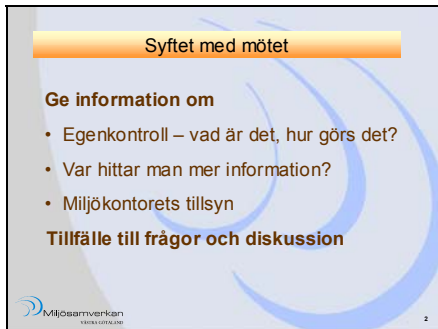 Syftet med mötet
Ge information om
• Egenkontroll – vad är det, hur görs det?
• Var hittar man mer information?
• Miljökontorets tillsyn
Tillfälle till frågor och diskussion
Miljösamverkan
VÄSTRA GÖTALAND
2